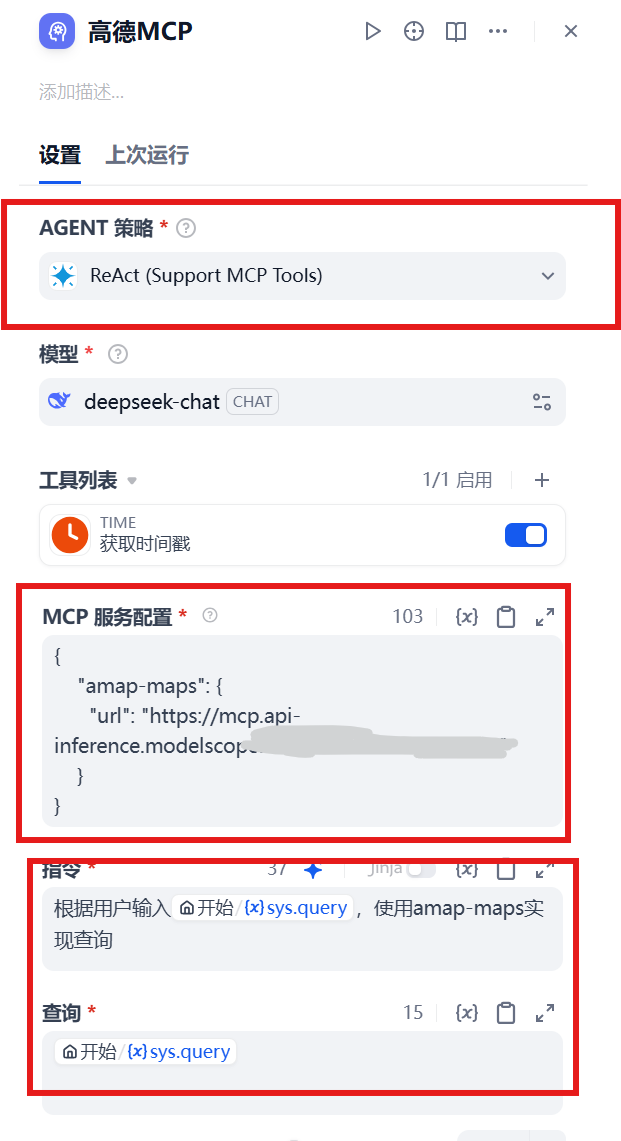 高德MCP
添加描述...
设置 上次运行
AGENT 策略 *
ReAct (Support MCP Tools)
模型 *
deepseek-chat CHAT
工具列表 1/1 启用
TIME
获取时间戳
MCP 服务配置 * 103
{
"amap-maps": {
"url": "https://mcp.api-
inference.modelscope
}
}
指令 * 37 Jinja
根据用户输入 开始/{x}sys.query ，使用amap-maps实
现查询
查询 * 15
开始/{x}sys.query